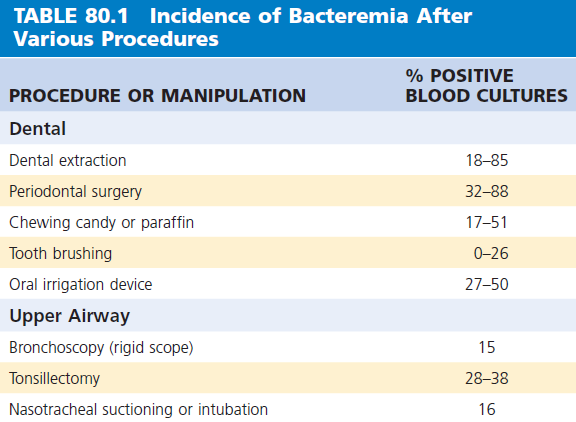 TABLE 80.1 Incidence of Bacteremia After
Various Procedures
PROCEDURE OR MANIPULATION % POSITIVE BLOOD CULTURES
Dental
Dental extraction 18–85
Periodontal surgery 32–88
Chewing candy or paraffin 17–51
Tooth brushing 0–26
Oral irrigation device 27–50
Upper Airway
Bronchoscopy (rigid scope) 15
Tonsillectomy 28–38
Nasotracheal suctioning or intubation 16